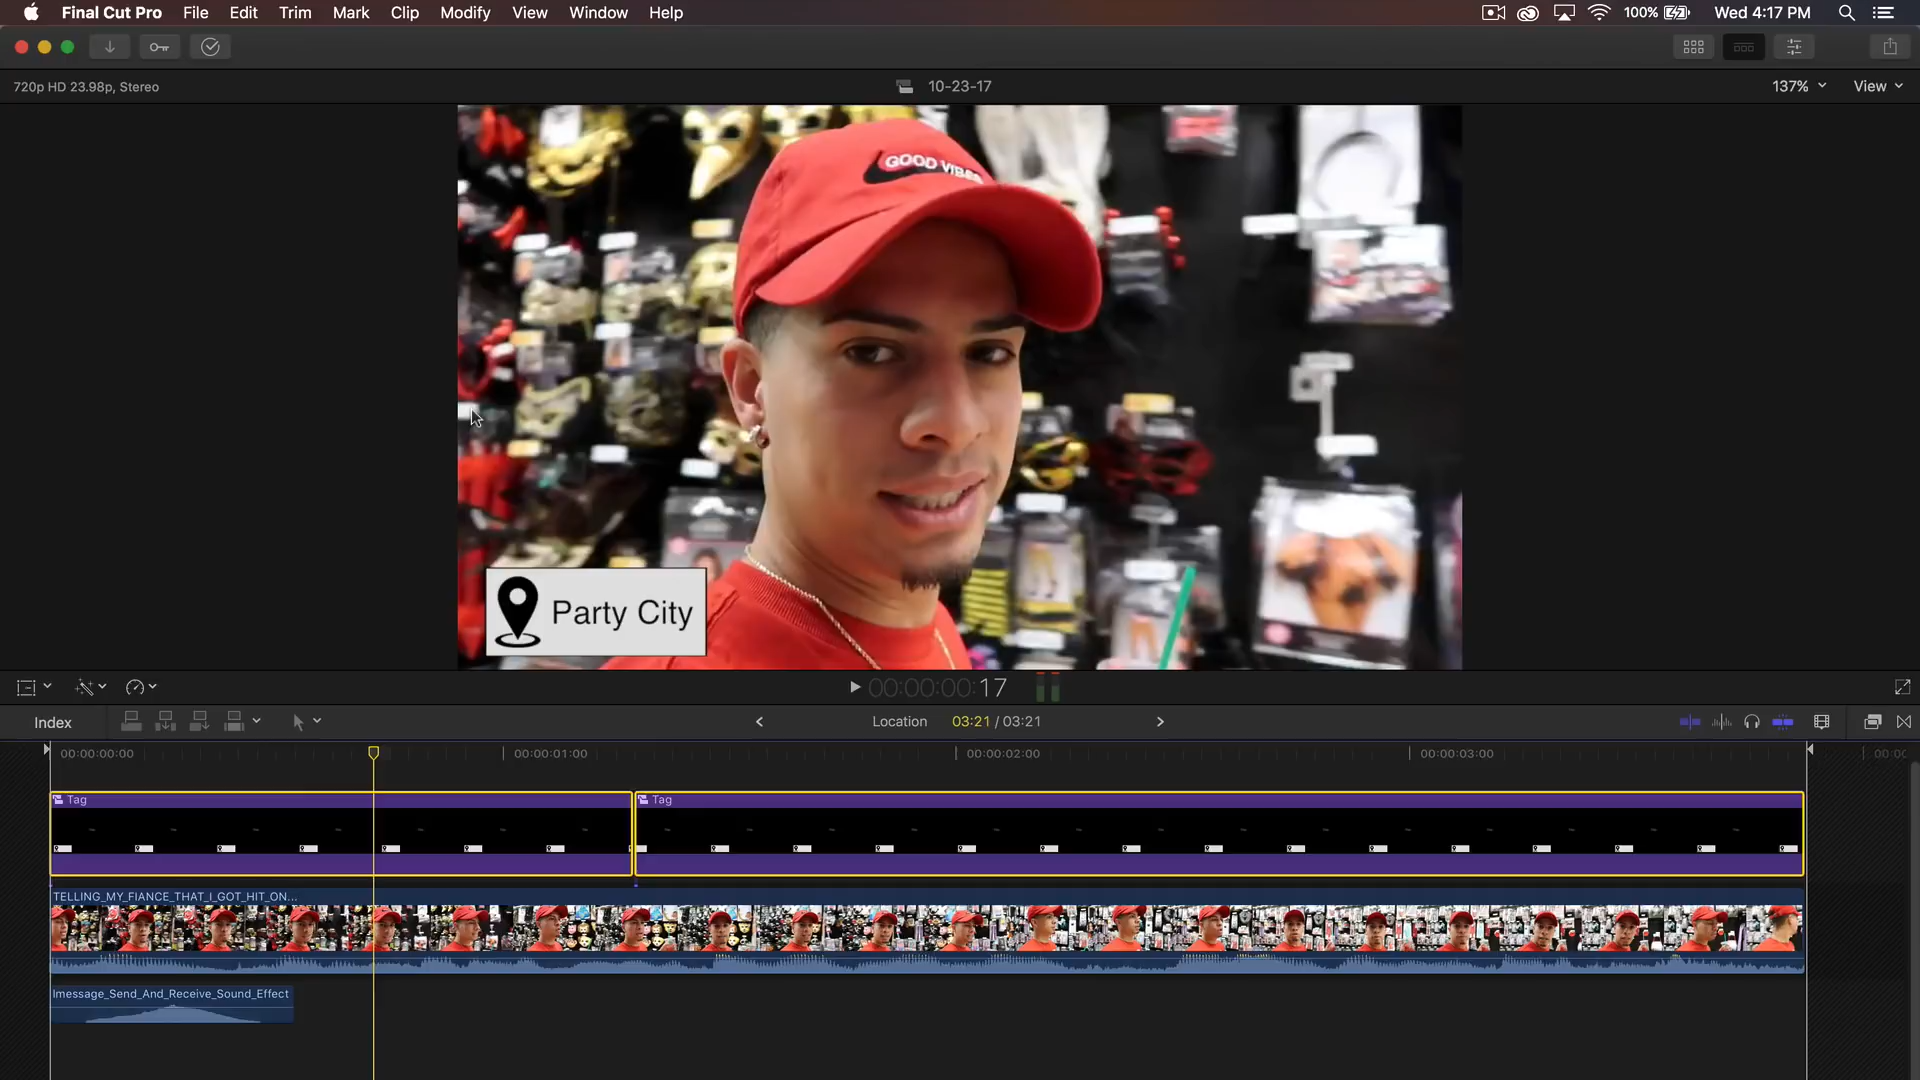 Final Cut Pro File Edit Trim Mark Clip Modify View Window Help 100% Wed 4:17 PM
720p HD 23.98p, Stereo 10-23-17 137% View
GOOD VIBES
Party City
00:00:00:17
Index Location 03:21 / 03:21
00:00:00:00 00:00:01:00 00:00:02:00 00:00:03:00
Tag Tag
TELLING_MY_FIANCE_THAT_I_GOT_HIT_ON...
Imessage_Send_And_Receive_Sound_Effect